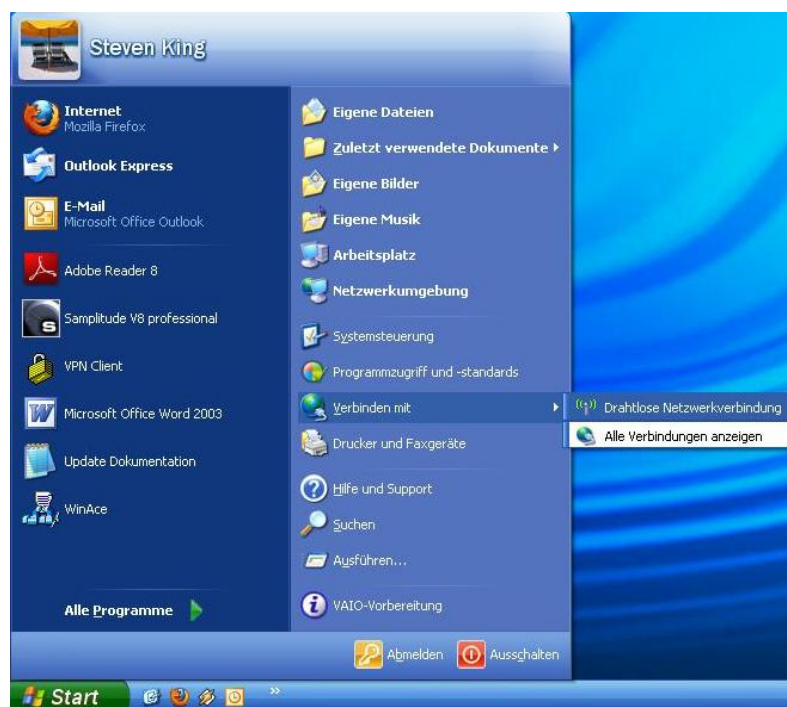 Steven King
Internet
Mozilla Firefox
Outlook Express
E-Mail
Microsoft Office Outlook
Adobe Reader 8
Samplitude V8 professional
VPN Client
Microsoft Office Word 2003
Update Dokumentation
WinAce
Alle Programme
Eigene Dateien
Zuletzt verwendete Dokumente
Eigene Bilder
Eigene Musik
Arbeitsplatz
Netzwerkumgebung
Systemsteuerung
Programmzugriff und -standards
Verbinden mit
Drucker und Faxgeräte
Hilfe und Support
Suchen
Ausführen...
VAIO-Vorbereitung
Drahtlose Netzwerkverbindung
Alle Verbindungen anzeigen
Abmelden
Ausschalten
Start